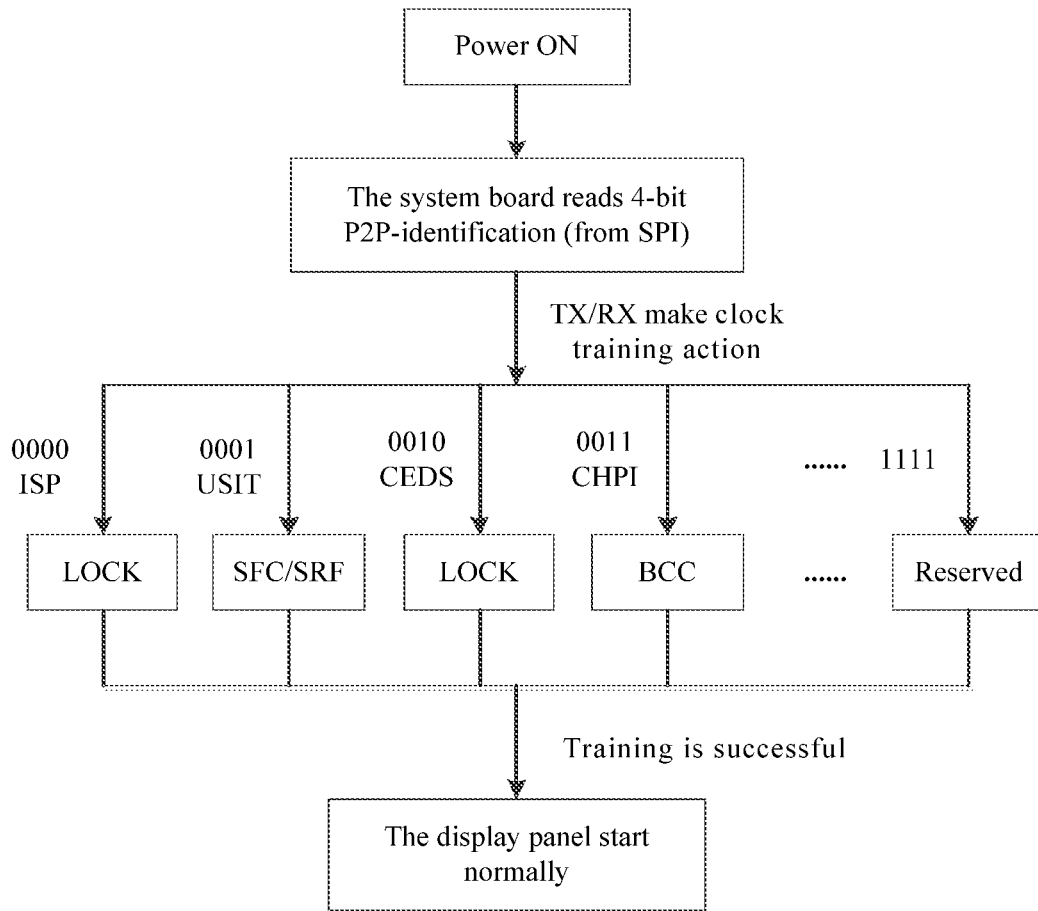 Power ON
The system board reads 4-bit
P2P-identification (from SPI)
TX/RX make clock
training action
0000
ISP
0001
USIT
0010
CEDS
0011
CHPI
...... 1111
LOCK
SFC/SRF
LOCK
BCC
......
Reserved
Training is successful
The display panel start
normally